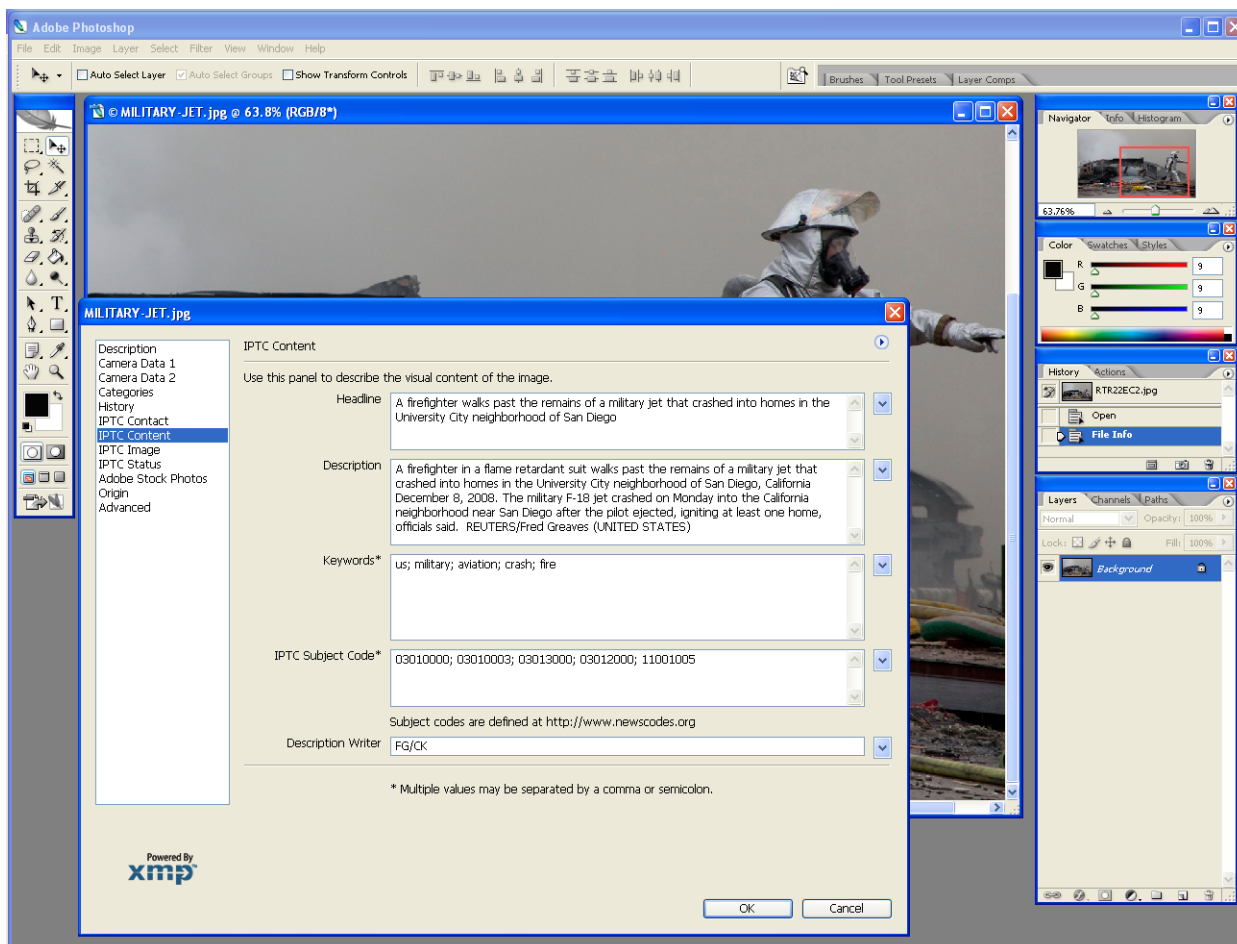 Adobe Photoshop
File Edit Image Layer Select Filter View Window Help
Auto Select Layer Auto Select Groups Show Transform Controls
Brushes Tool Presets Layer Comps
© MILITARY-JET.jpg @ 63.8% (RGB/8*)
Navigator Info Histogram
63.76%
Color Swatches Styles
R 9
G 9
B 9
History Actions
RTR22EC2.jpg
Open
File Info
Layers Channels Paths
Normal Opacity: 100%
Lock: Fill: 100%
Background
MILITARY-JET.jpg
Description
Camera Data 1
Camera Data 2
Categories
History
IPTC Contact
IPTC Content
IPTC Image
IPTC Status
Adobe Stock Photos
Origin
Advanced
IPTC Content
Use this panel to describe the visual content of the image.
Headline
A firefighter walks past the remains of a military jet that crashed into homes in the
University City neighborhood of San Diego
Description
A firefighter in a flame retardant suit walks past the remains of a military jet that
crashed into homes in the University City neighborhood of San Diego, California
December 8, 2008. The military F-18 jet crashed on Monday into the California
neighborhood near San Diego after the pilot ejected, igniting at least one home,
officials said. REUTERS/Fred Greaves (UNITED STATES)
Keywords*
us; military; aviation; crash; fire
IPTC Subject Code*
03010000; 03010003; 03013000; 03012000; 11001005
Subject codes are defined at http://www.newscodes.org
Description Writer
FG/CK
* Multiple values may be separated by a comma or semicolon.
Powered By
xmp™
OK Cancel